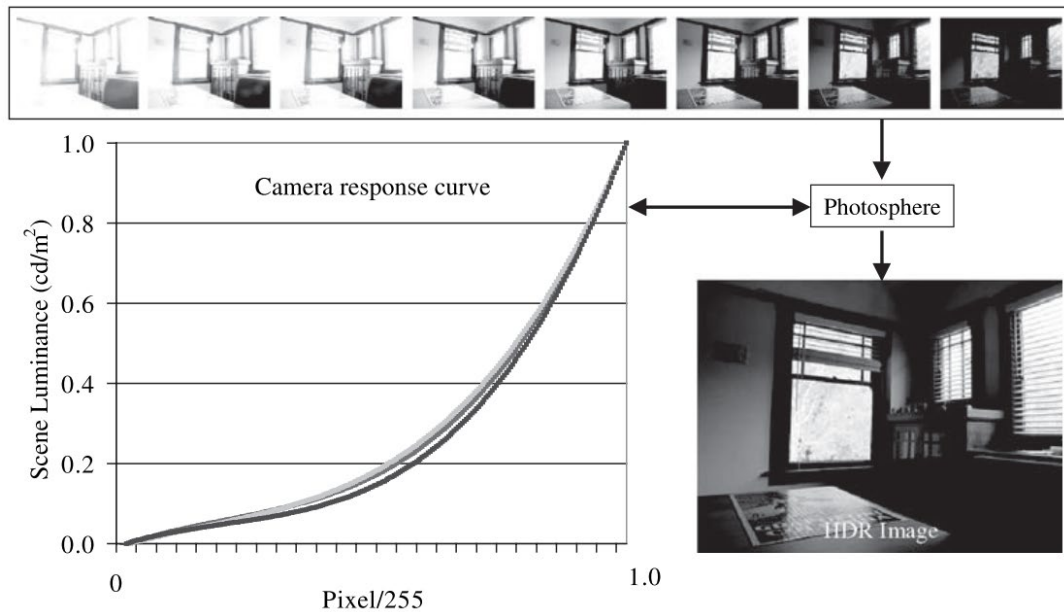 1.0
Camera response curve
0.8
Photosphere
0.6
Scene Luminance (cd/m²)
0.4
0.2
0.0
0
1.0
Pixel/255
HDR Image